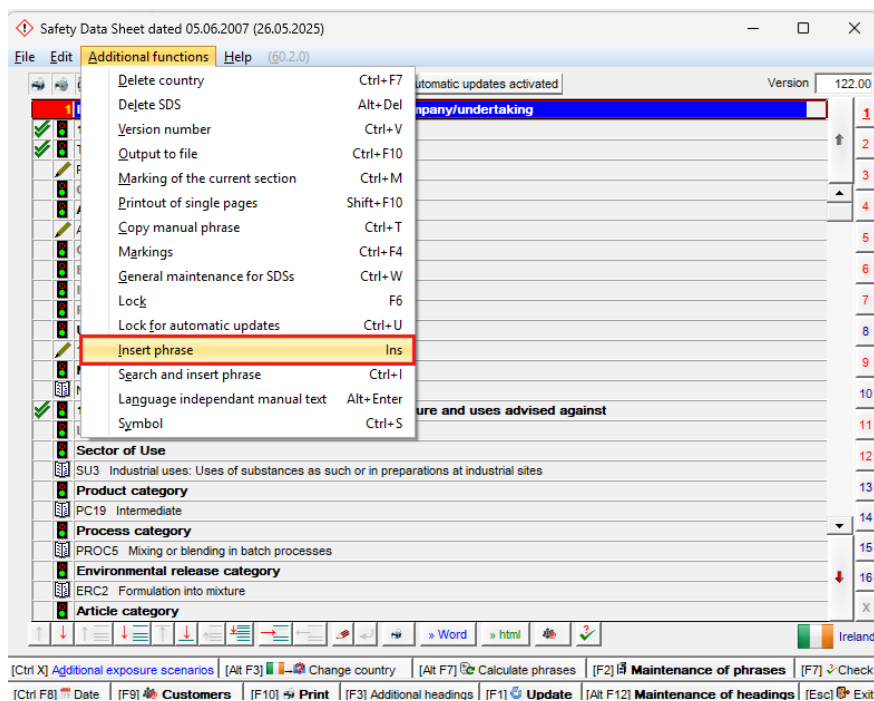 Safety Data Sheet dated 05.06.2007 (26.05.2025)
File Edit Additional functions Help (60.2.0)
utomatic updates activated Version 122.00
Delete country Ctrl+F7
Delete SDS Alt+Del
Version number Ctrl+V
Output to file Ctrl+F10
Marking of the current section Ctrl+M
Printout of single pages Shift+F10
Copy manual phrase Ctrl+T
Markings Ctrl+F4
General maintenance for SDSs Ctrl+W
Lock F6
Lock for automatic updates Ctrl+U
Insert phrase Ins
Search and insert phrase Ctrl+I
Language independant manual text Alt+Enter
Symbol Ctrl+S
1 mpany/undertaking
ure and uses advised against
Sector of Use
SU3 Industrial uses: Uses of substances as such or in preparations at industrial sites
Product category
PC19 Intermediate
Process category
PROC5 Mixing or blending in batch processes
Environmental release category
ERC2 Formulation into mixture
Article category
1
2
3
4
5
6
7
8
9
10
11
12
13
14
15
16
X
» Word » html Ireland
[Ctrl X] Additional exposure scenarios [Alt F3] Change country [Alt F7] Calculate phrases [F2] Maintenance of phrases [F7] Check
[Ctrl F8] Date [F9] Customers [F10] Print [F3] Additional headings [F1] Update [Alt F12] Maintenance of headings [Esc] Exit